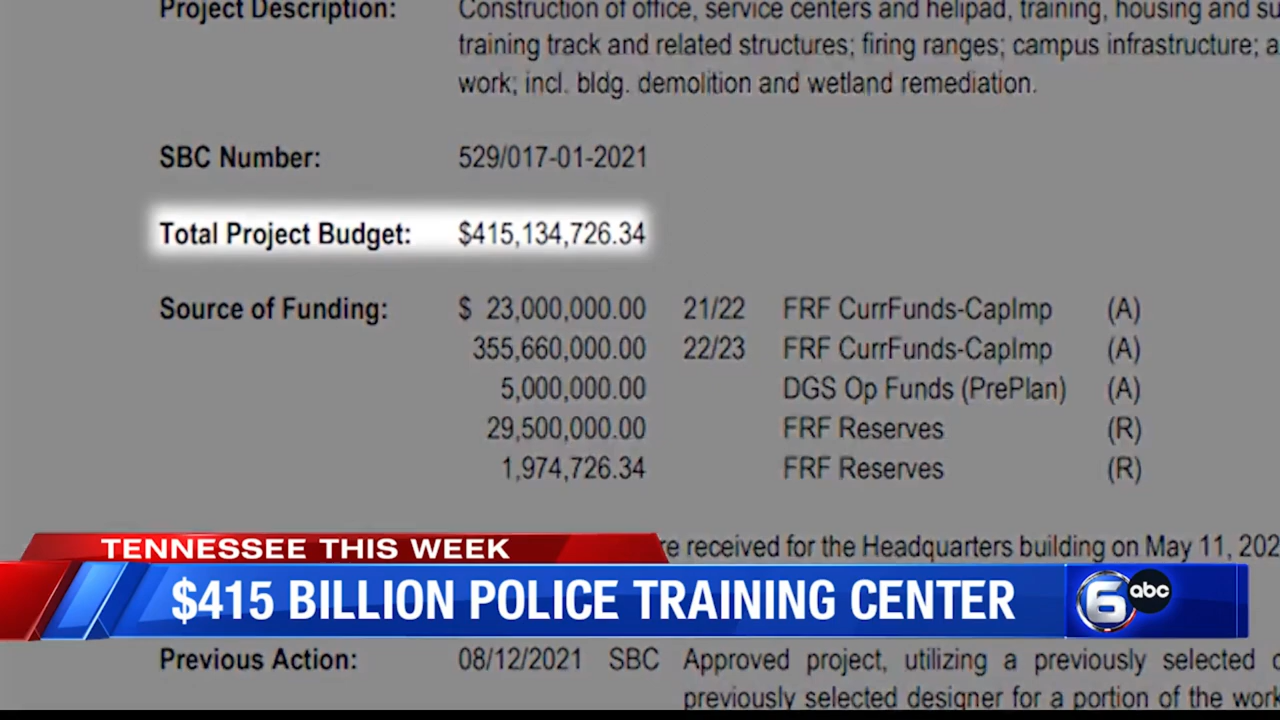 Project Description: Construction of office, service centers and helipad, training, housing and su
training track and related structures; firing ranges; campus infrastructure; a
work; incl. bldg. demolition and wetland remediation.
SBC Number: 529/017-01-2021
Total Project Budget: $415,134,726.34
Source of Funding: $ 23,000,000.00 21/22 FRF CurrFunds-CapImp (A)
355,660,000.00 22/23 FRF CurrFunds-CapImp (A)
5,000,000.00 DGS Op Funds (PrePlan) (A)
29,500,000.00 FRF Reserves (R)
1,974,726.34 FRF Reserves (R)
re received for the Headquarters building on May 11, 202
TENNESSEE THIS WEEK
$415 BILLION POLICE TRAINING CENTER
6 abc
Previous Action: 08/12/2021 SBC Approved project, utilizing a previously selected
previously selected designer for a portion of the work